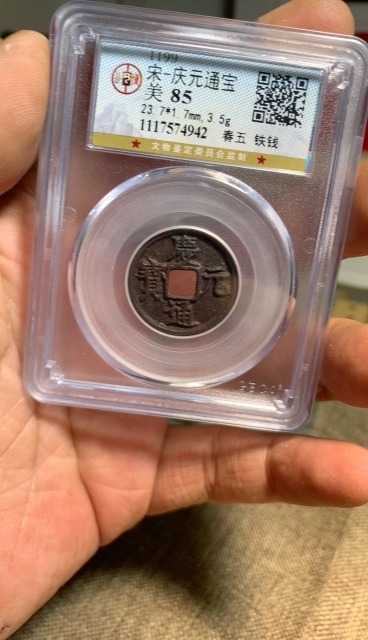 1199
宋-庆元通宝
美 85
23.7*1.7mm,3.5g
1117574942 春五 铁钱
★ 文物鉴定委员会监制 ★
慶元通寶